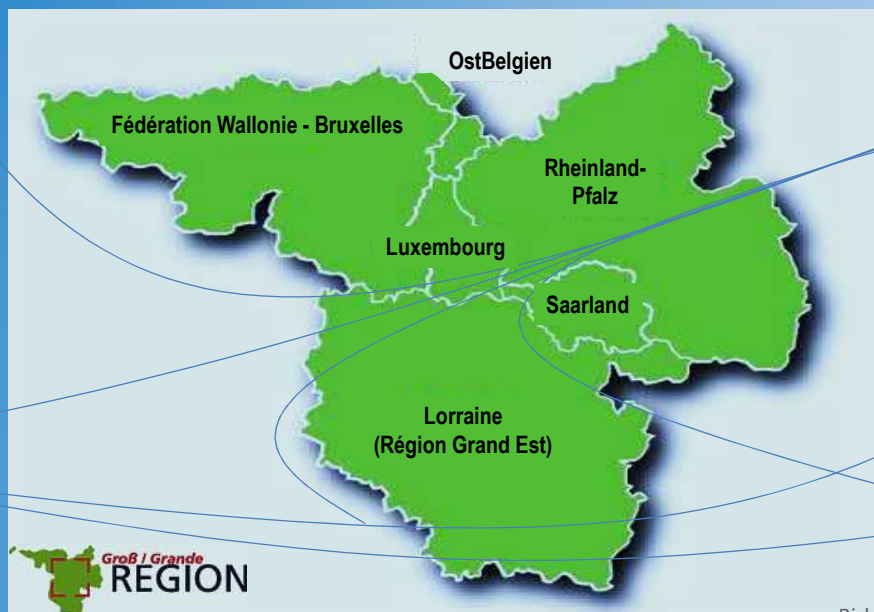 OstBelgien
Fédération Wallonie - Bruxelles
Rheinland-
Pfalz
Luxembourg
Saarland
Lorraine
(Région Grand Est)
Groß / Grande
REGION